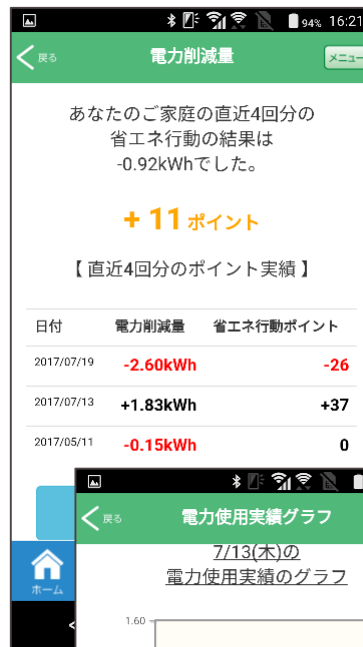 94% 16:21
戻る 電力削減量 メニュー
あなたのご家庭の直近4回分の
省エネ行動の結果は
-0.92kWhでした。
+ 11 ポイント
【 直近4回分のポイント実績 】
日付 電力削減量 省エネ行動ポイント
2017/07/19 -2.60kWh -26
2017/07/13 +1.83kWh +37
2017/05/11 -0.15kWh 0
ホーム
戻る 電力使用実績グラフ
7/13(木)の
電力使用実績のグラフ
1.60